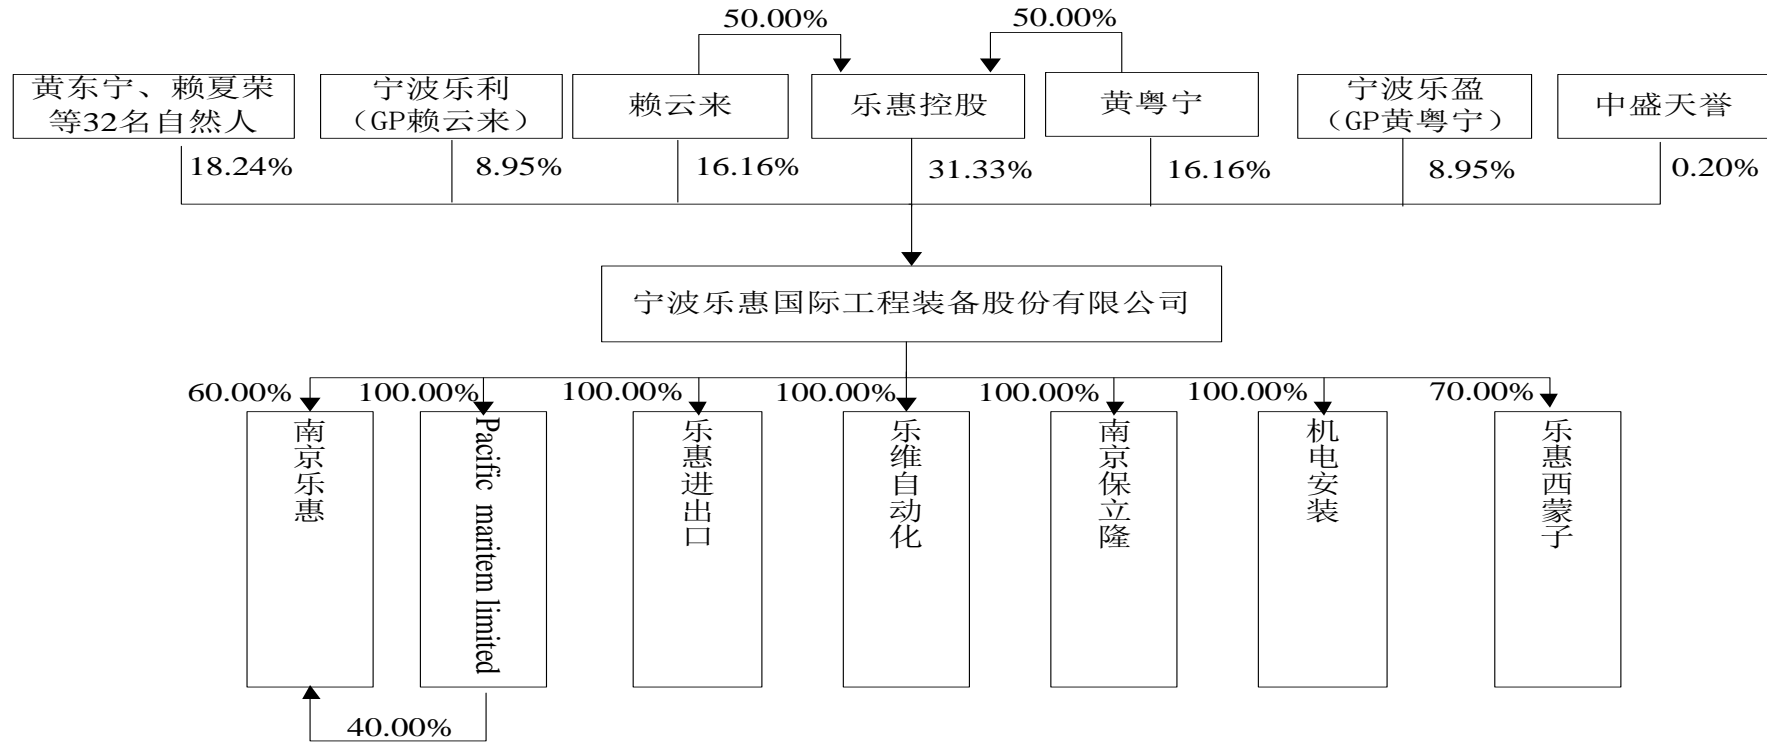 50.00%
50.00%
黄东宁、赖夏荣
等32名自然人
宁波乐利
（GP赖云来）
赖云来
乐惠控股
黄粤宁
宁波乐盈
（GP黄粤宁）
中盛天誉
18.24%
8.95%
16.16%
31.33%
16.16%
8.95%
0.20%
宁波乐惠国际工程装备股份有限公司
60.00%
100.00%
100.00%
100.00%
100.00%
100.00%
70.00%
南京乐惠
Pacific maritem limited
乐惠进出口
乐维自动化
南京保立隆
机电安装
乐惠西蒙子
40.00%